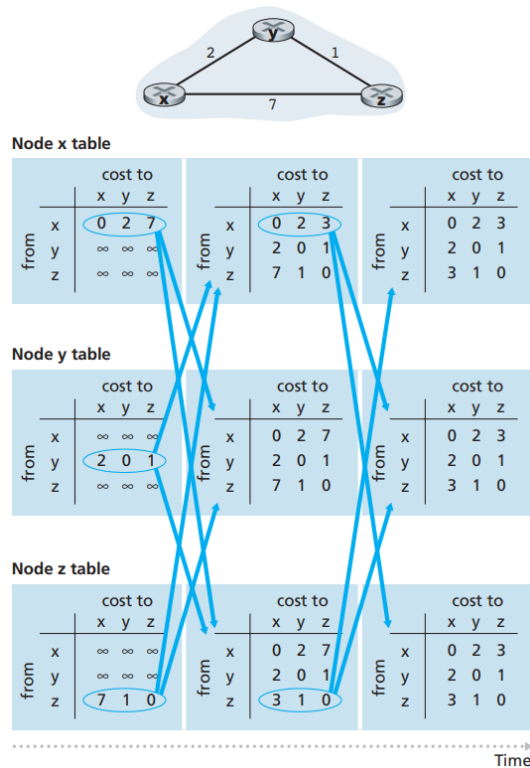 y
2 1
x 7 z
Node x table
cost to cost to cost to
x y z x y z x y z
x 0 2 7 x 0 2 3 x 0 2 3
from y ∞ ∞ ∞ from y 2 0 1 from y 2 0 1
z ∞ ∞ ∞ z 7 1 0 z 3 1 0
Node y table
cost to cost to cost to
x y z x y z x y z
x ∞ ∞ ∞ x 0 2 7 x 0 2 3
from y 2 0 1 from y 2 0 1 from y 2 0 1
z ∞ ∞ ∞ z 7 1 0 z 3 1 0
Node z table
cost to cost to cost to
x y z x y z x y z
x ∞ ∞ ∞ x 0 2 7 x 0 2 3
from y ∞ ∞ ∞ from y 2 0 1 from y 2 0 1
z 7 1 0 z 3 1 0 z 3 1 0
Time